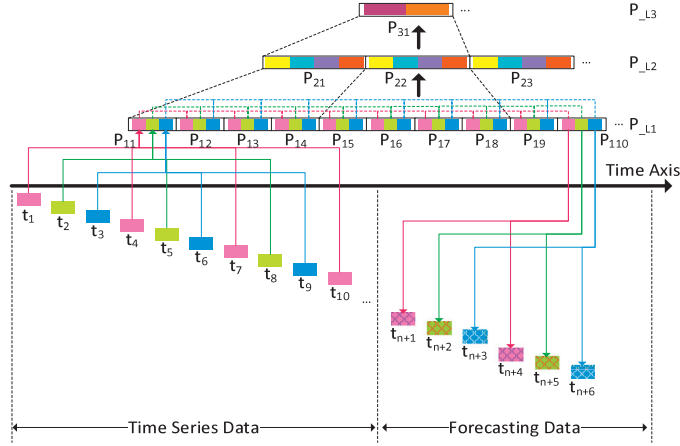 ... P_L3
P31
... P_L2
P21 P22 P23
... P_L1
P11 P12 P13 P14 P15 P16 P17 P18 P19 P110
Time Axis
t1
t2
t3
t4
t5
t6
t7
t8
t9
t10
...
tn+1
tn+2
tn+3
tn+4
tn+5
tn+6
Time Series Data Forecasting Data